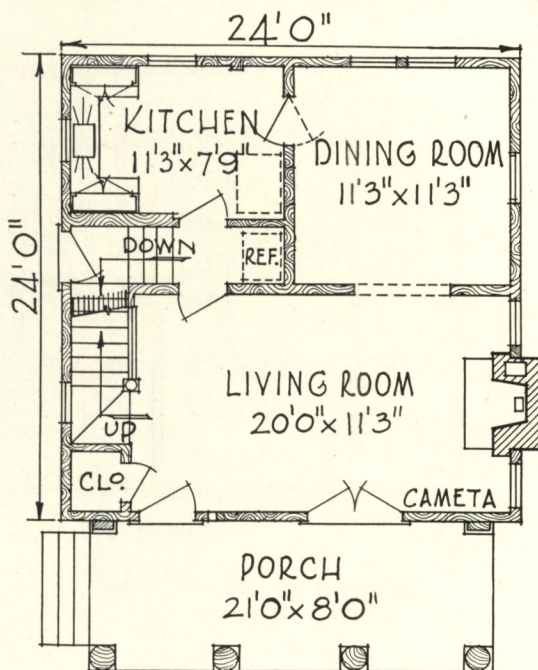 24'0"
24'0"
KITCHEN
11'3"x7'9"
DINING ROOM
11'3"x11'3"
DOWN
REF.
LIVING ROOM
20'0"x11'3"
UP
CLO.
CAMETA
PORCH
21'0"x8'0"